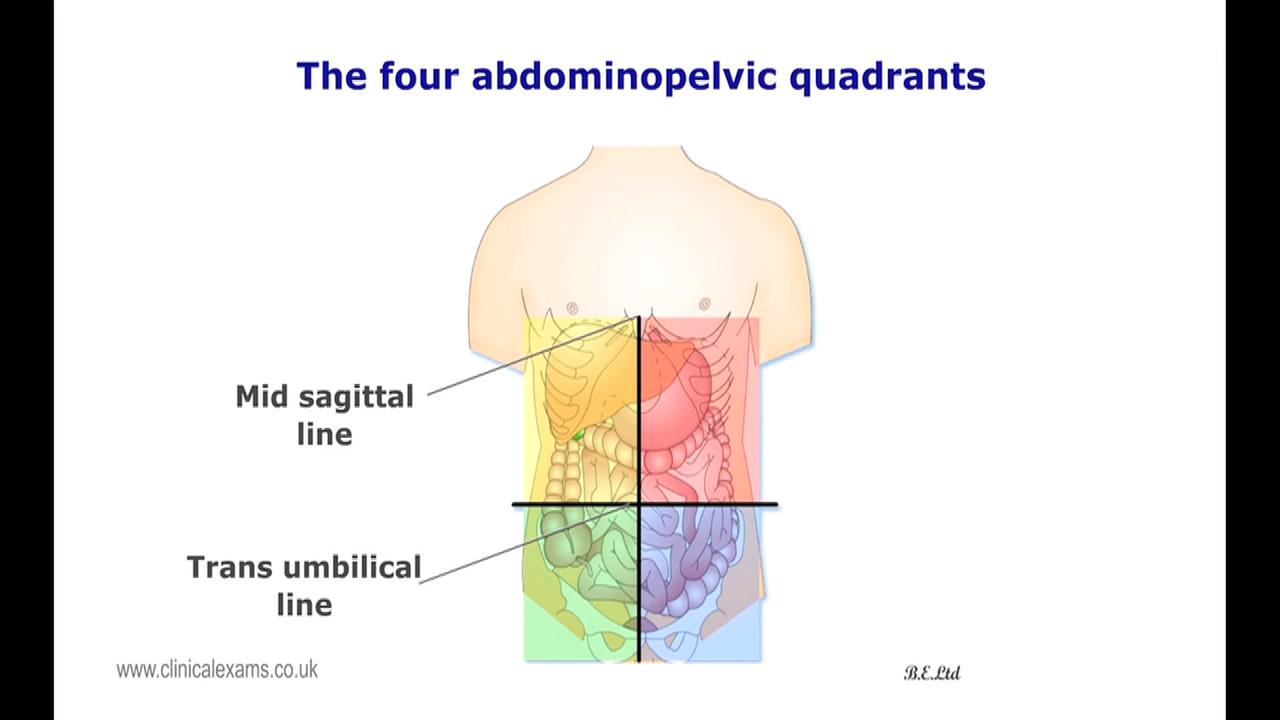 The four abdominopelvic quadrants
Mid sagittal
line
Trans umbilical
line
www.clinicalexams.co.uk
B.E.Ltd